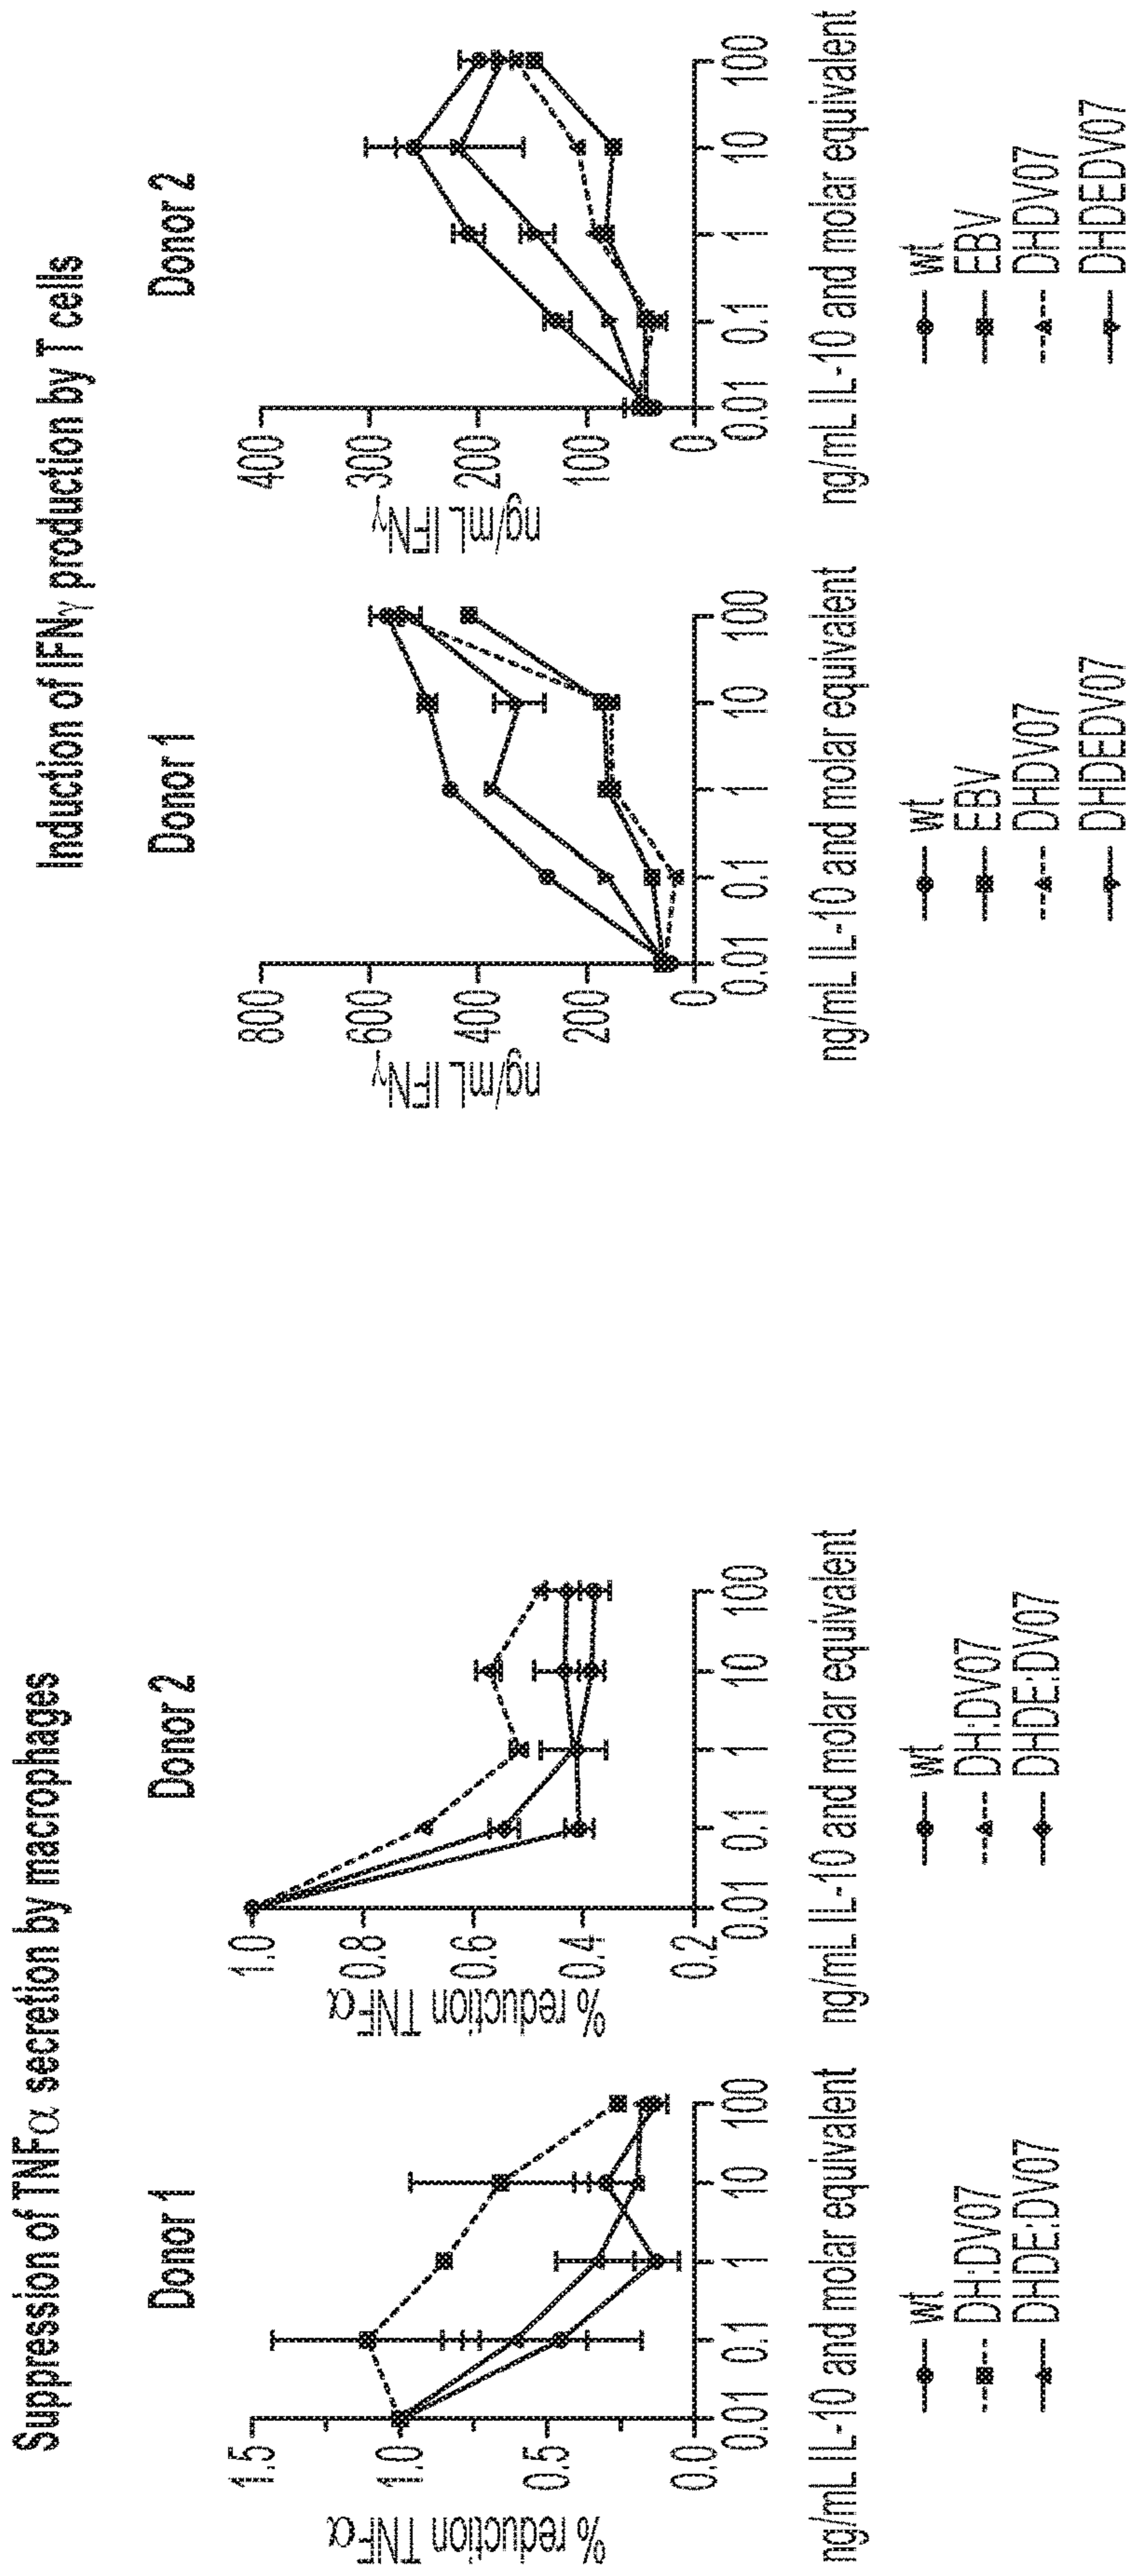 Suppression of TNFα secretion by macrophages
Donor 1
% reduction TNFα
1.5
1.0
0.5
0.0
0.01 0.1 1 10 100
ng/mL IL-10 and molar equivalent
wt
DH:DV07
DHDE:DV07
Donor 2
% reduction TNFα
1.0
0.8
0.6
0.4
0.2
0.01 0.1 1 10 100
ng/mL IL-10 and molar equivalent
wt
DH:DV07
DHDE:DV07
Induction of IFNγ production by T cells
Donor 1
ng/mL IFNγ
800
600
400
200
0
0.01 0.1 1 10 100
ng/mL IL-10 and molar equivalent
wt
EBV
DHDV07
DHDEDV07
Donor 2
ng/mL IFNγ
400
300
200
100
0
0.01 0.1 1 10 100
ng/mL IL-10 and molar equivalent
wt
EBV
DHDV07
DHDEDV07